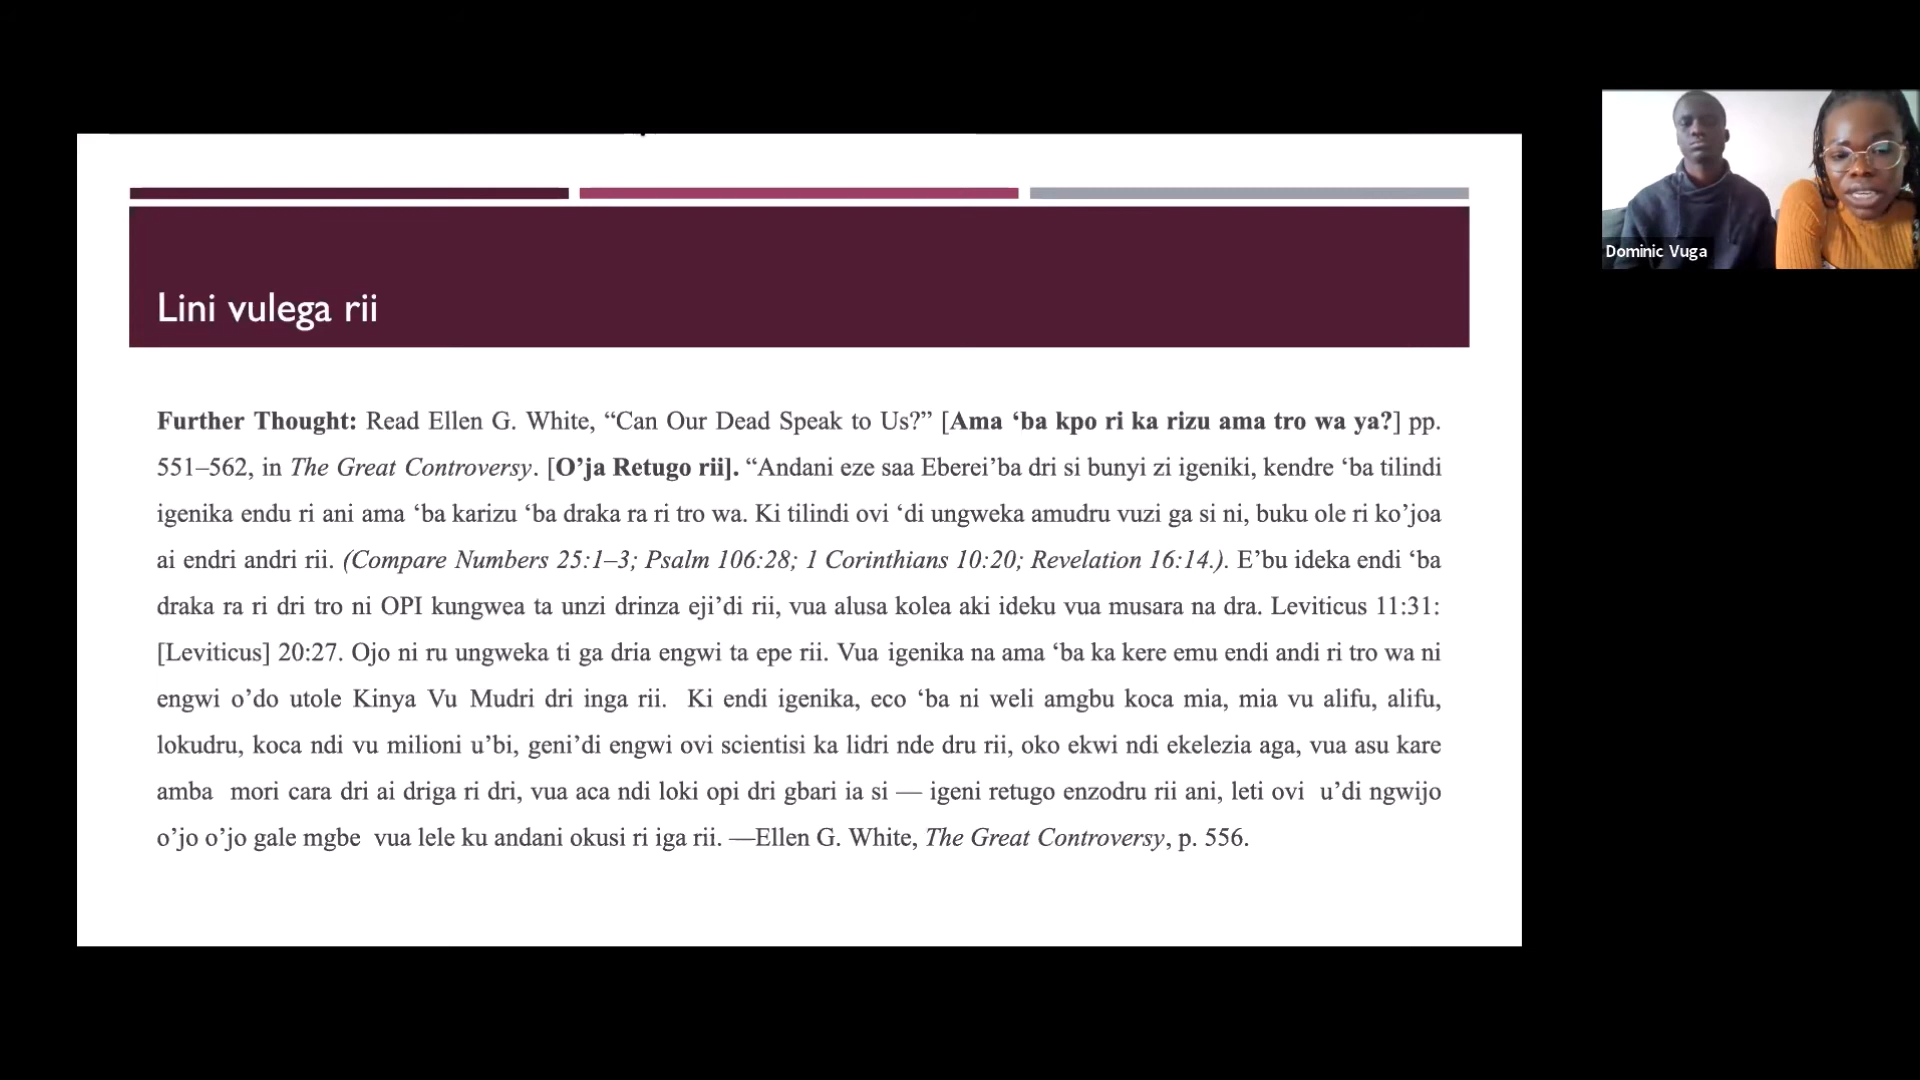 Lini vulega rii
Further Thought: Read Ellen G. White, “Can Our Dead Speak to Us?” [Ama ‘ba kpo ri ka rizu ama tro wa ya?] pp.
551–562, in The Great Controversy. [O’ja Retugo rii]. “Andani eze saa Eberei’ba dri si bunyi zi igeniki, kendre ‘ba tilindi
igenika endu ri ani ama ‘ba karizu ‘ba draka ra ri tro wa. Ki tilindi ovi ‘di ungweka amudru vuzi ga si ni, buku ole ri ko’joa
ai endri andri rii. (Compare Numbers 25:1–3; Psalm 106:28; 1 Corinthians 10:20; Revelation 16:14.). E’bu ideka endi ‘ba
draka ra ri dri tro ni OPI kungwea ta unzi drinza eji’di rii, vua alusa kolea aki ideku vua musara na dra. Leviticus 11:31:
[Leviticus] 20:27. Ojo ni ru ungweka ti ga dria engwi ta epe rii. Vua igenika na ama ‘ba ka kere emu endi andi ri tro wa ni
engwi o’do utole Kinya Vu Mudri dri inga rii.  Ki endi igenika, eco ‘ba ni weli amgbu koca mia, mia vu alifu, alifu,
lokudru, koca ndi vu milioni u’bi, geni’di engwi ovi scientisi ka lidri nde dru rii, oko ekwi ndi ekelezia aga, vua asu kare
amba  mori cara dri ai driga ri dri, vua aca ndi loki opi dri gbari ia si — igeni retugo enzodru rii ani, leti ovi  u’di ngwijo
o’jo o’jo gale mgbe  vua lele ku andani okusi ri iga rii. —Ellen G. White, The Great Controversy, p. 556.
Dominic Vuga